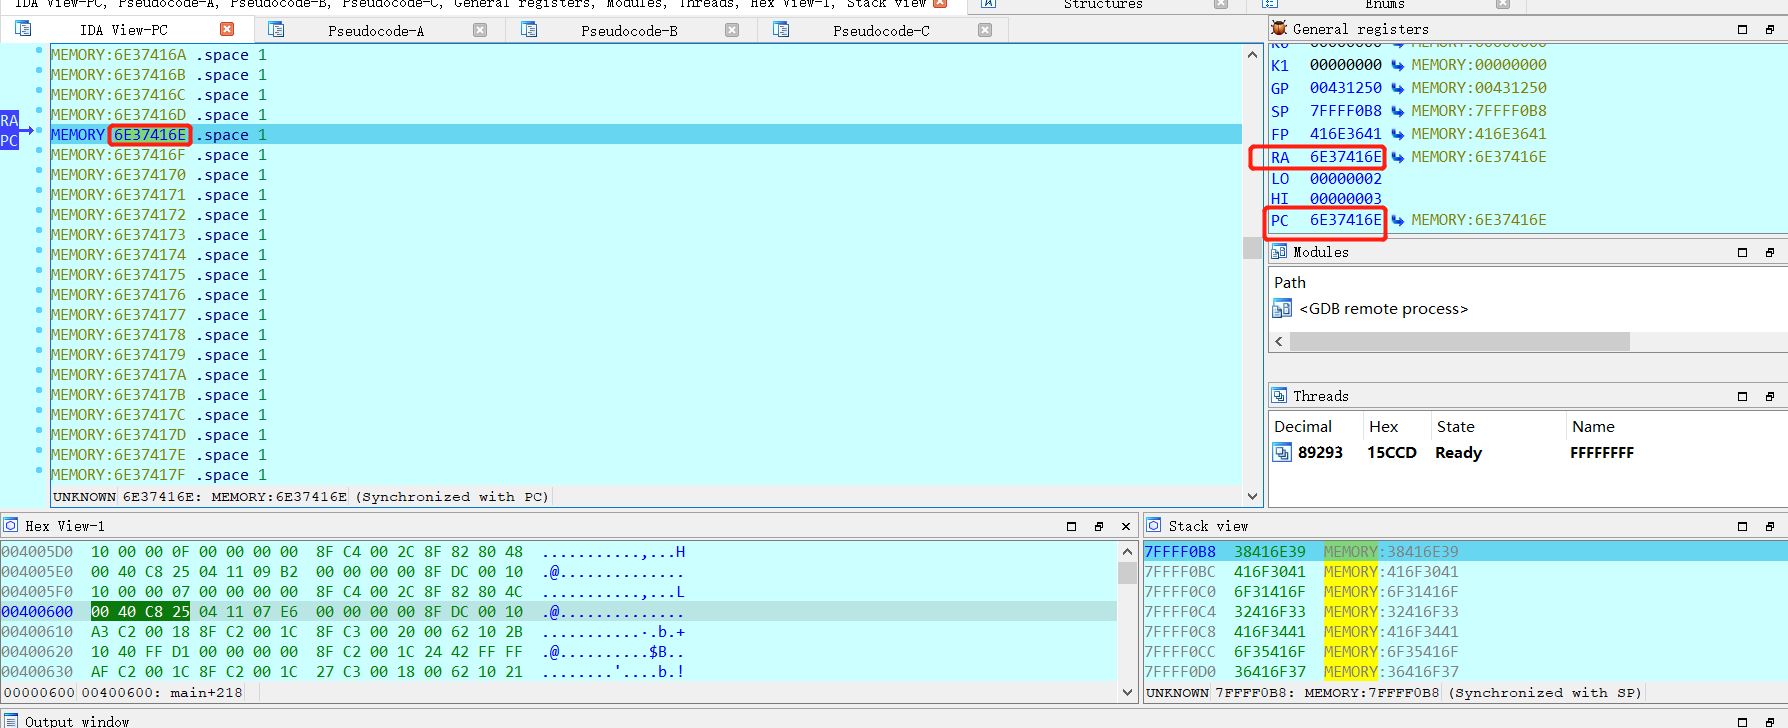 IDA View-PC, Pseudocode-A, Pseudocode-B, Pseudocode-C, General registers, Modules, Threads, Hex View-1, Stack view
Structures
Enums
IDA View-PC
Pseudocode-A
Pseudocode-B
Pseudocode-C
MEMORY:6E37416A .space 1
MEMORY:6E37416B .space 1
MEMORY:6E37416C .space 1
MEMORY:6E37416D .space 1
RA
PC
MEMORY 6E37416E .space 1
MEMORY:6E37416F .space 1
MEMORY:6E374170 .space 1
MEMORY:6E374171 .space 1
MEMORY:6E374172 .space 1
MEMORY:6E374173 .space 1
MEMORY:6E374174 .space 1
MEMORY:6E374175 .space 1
MEMORY:6E374176 .space 1
MEMORY:6E374177 .space 1
MEMORY:6E374178 .space 1
MEMORY:6E374179 .space 1
MEMORY:6E37417A .space 1
MEMORY:6E37417B .space 1
MEMORY:6E37417C .space 1
MEMORY:6E37417D .space 1
MEMORY:6E37417E .space 1
MEMORY:6E37417F .space 1
UNKNOWN 6E37416E: MEMORY:6E37416E (Synchronized with PC)
General registers
K0 00000000 MEMORY:00000000
K1 00000000 MEMORY:00000000
GP 00431250 MEMORY:00431250
SP 7FFFF0B8 MEMORY:7FFFF0B8
FP 416E3641 MEMORY:416E3641
RA 6E37416E MEMORY:6E37416E
LO 00000002
HI 00000003
PC 6E37416E MEMORY:6E37416E
Modules
Path
<GDB remote process>
Threads
Decimal Hex State Name
89293 15CCD Ready FFFFFFFF
Hex View-1
004005D0 10 00 00 0F 00 00 00 00 8F C4 00 2C 8F 82 80 48 ...........,...H
004005E0 00 40 C8 25 04 11 09 B2 00 00 00 00 8F DC 00 10 .@..............
004005F0 10 00 00 07 00 00 00 00 8F C4 00 2C 8F 82 80 4C ...........,...L
00400600 00 40 C8 25 04 11 07 E6 00 00 00 00 8F DC 00 10 .@..............
00400610 A3 C2 00 18 8F C2 00 1C 8F C3 00 20 00 62 10 2B ............·.b.+
00400620 10 40 FF D1 00 00 00 00 8F C2 00 1C 24 42 FF FF .@..........$B..
00400630 AF C2 00 1C 8F C2 00 1C 27 C3 00 18 00 62 10 21 ........'....b.!
00000600 00400600: main+218
Stack view
7FFFF0B8 38416E39 MEMORY:38416E39
7FFFF0BC 416F3041 MEMORY:416F3041
7FFFF0C0 6F31416F MEMORY:6F31416F
7FFFF0C4 32416F33 MEMORY:32416F33
7FFFF0C8 416F3441 MEMORY:416F3441
7FFFF0CC 6F35416F MEMORY:6F35416F
7FFFF0D0 36416F37 MEMORY:36416F37
UNKNOWN 7FFFF0B8: MEMORY:7FFFF0B8 (Synchronized with SP)
Output window